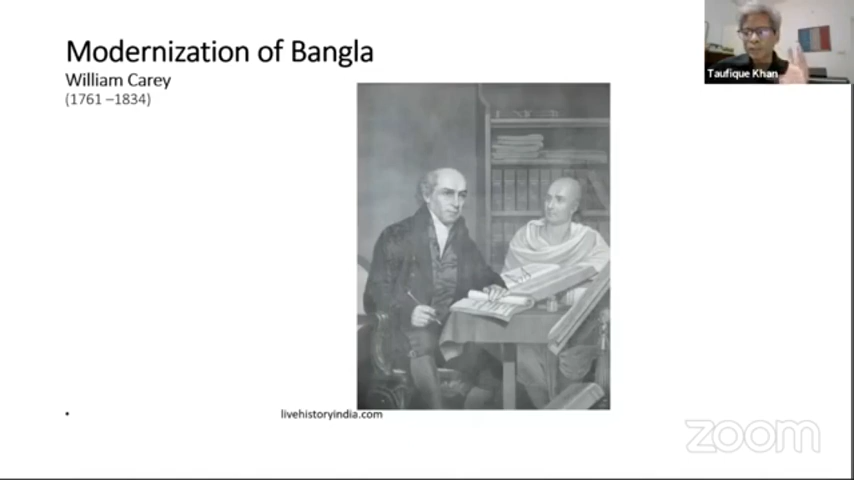 Modernization of Bangla
William Carey
(1761 –1834)
Taufique Khan
•
livehistoryindia.com
zoom